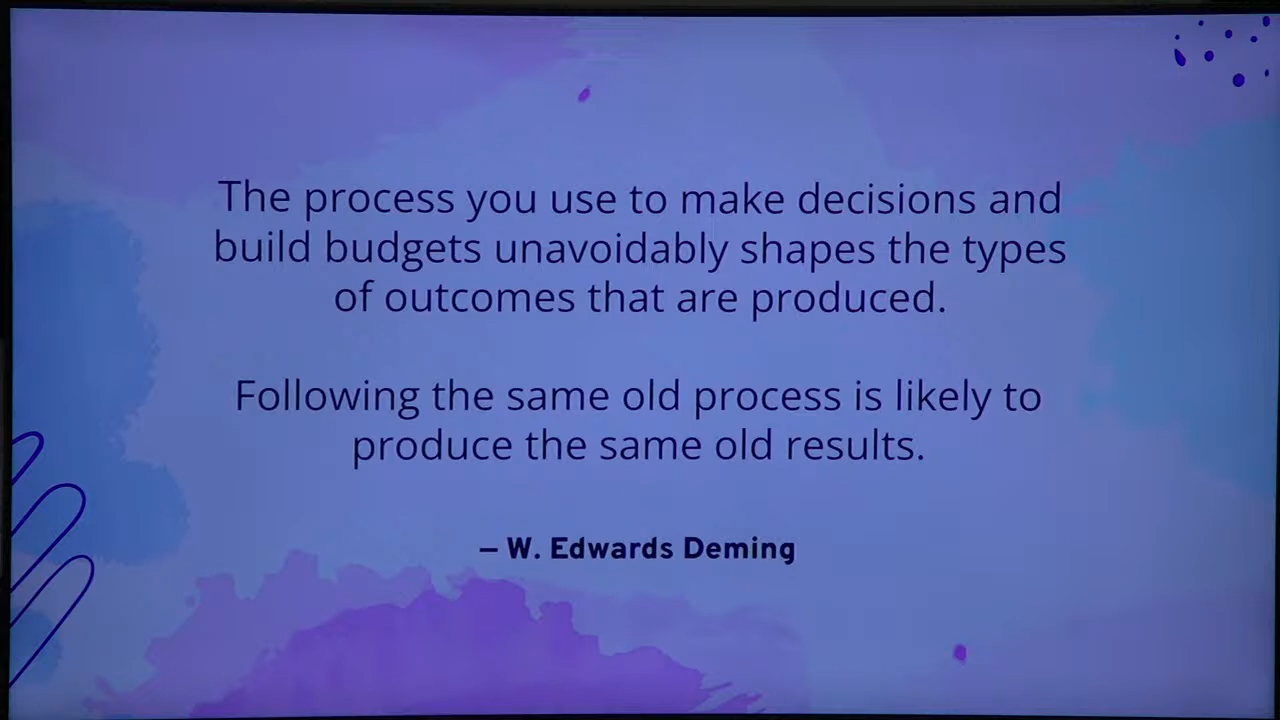 The process you use to make decisions and
build budgets unavoidably shapes the types
of outcomes that are produced.
Following the same old process is likely to
produce the same old results.
– W. Edwards Deming